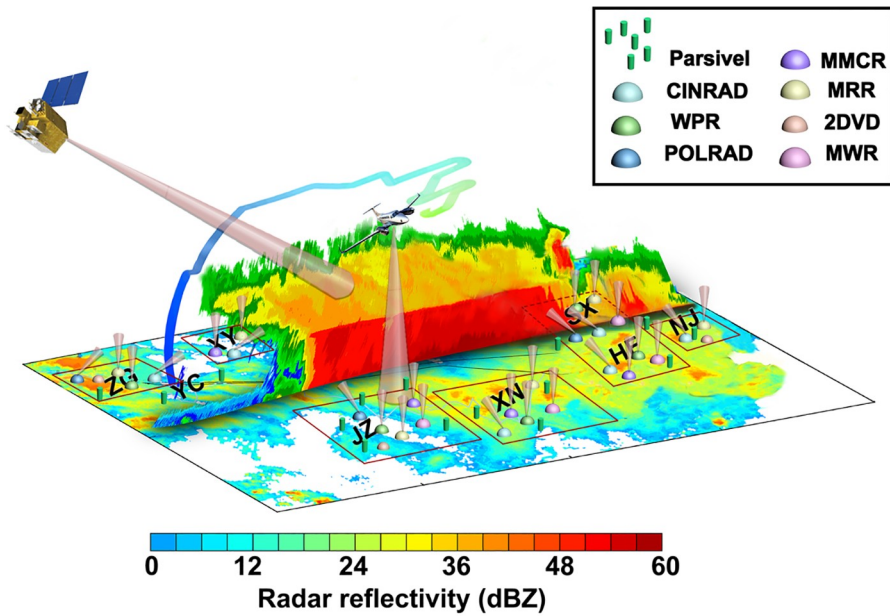 Parsivel
MMCR
CINRAD
MRR
WPR
2DVD
POLRAD
MWR
SX
NJ
XY
HF
ZG
YC
XN
JZ
0
12
24
36
48
60
Radar reflectivity (dBZ)